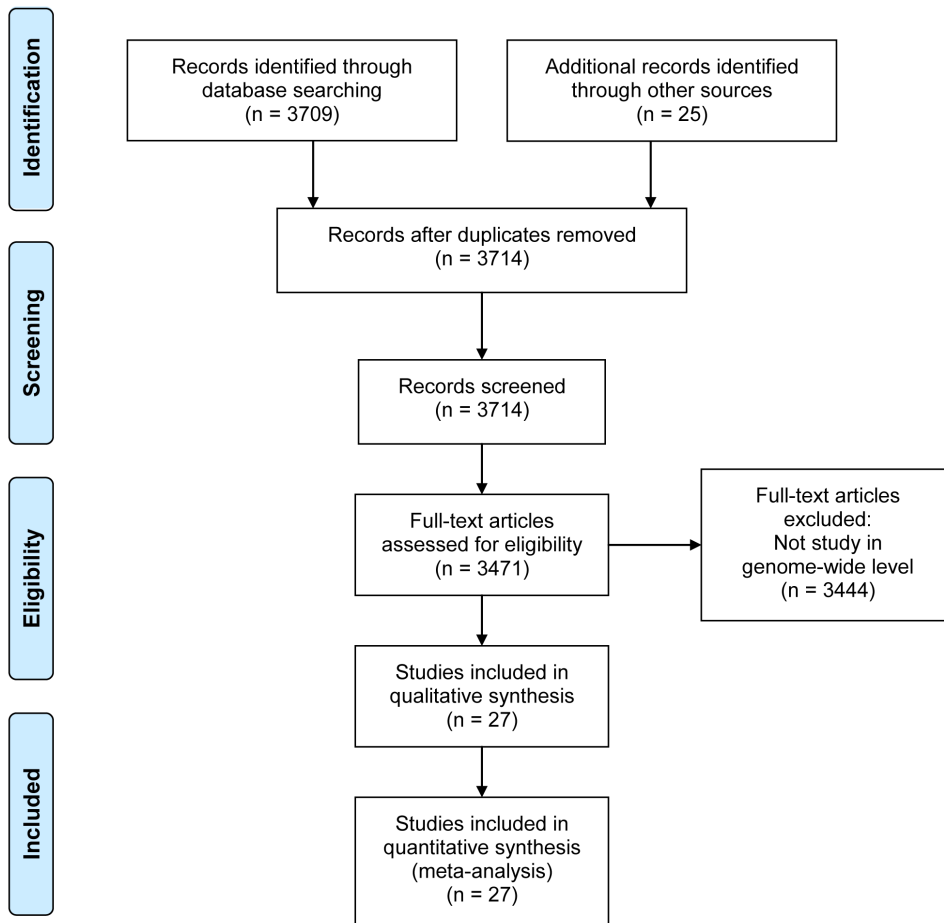 Identification
Records identified through
database searching
(n = 3709)
Additional records identified
through other sources
(n = 25)
Records after duplicates removed
(n = 3714)
Screening
Records screened
(n = 3714)
Eligibility
Full-text articles
assessed for eligibility
(n = 3471)
Full-text articles
excluded:
Not study in
genome-wide level
(n = 3444)
Studies included in
qualitative synthesis
(n = 27)
Included
Studies included in
quantitative synthesis
(meta-analysis)
(n = 27)